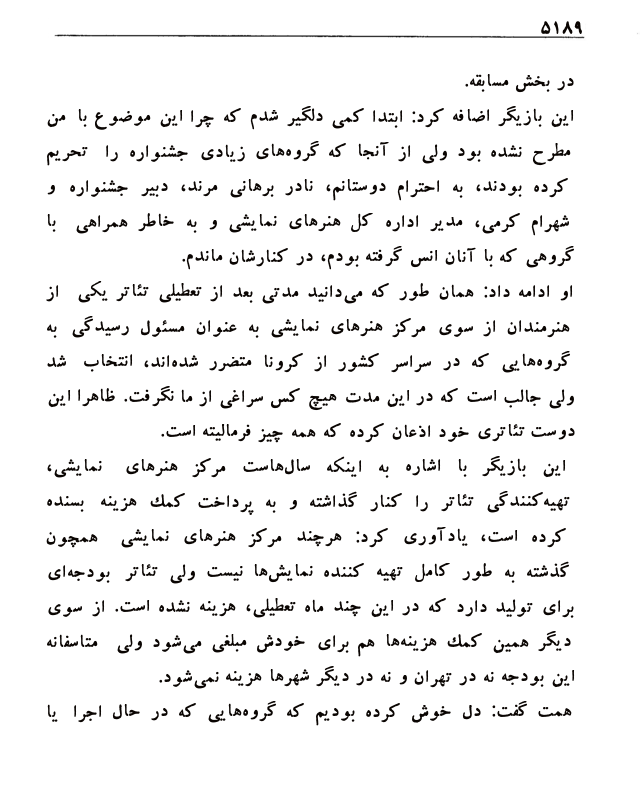 ۵۱۸۹
در بخش مسابقه.
این بازیگر اضافه کرد: ابتدا کمی دلگیر شدم که چرا این موضوع با من
مطرح نشده بود ولی از آنجا که گروه‌های زیادی جشنواره را تحریم
کرده بودند، به احترام دوستانم، نادر برهانی مرند، دبیر جشنواره و
شهرام کرمی، مدیر اداره کل هنرهای نمایشی و به خاطر همراهی با
گروهی که با آنان انس گرفته بودم، در کنارشان ماندم.
او ادامه داد: همان طور که می‌دانید مدتی بعد از تعطیلی تئاتر یکی از
هنرمندان از سوی مرکز هنرهای نمایشی به عنوان مسئول رسیدگی به
گروه‌هایی که در سراسر کشور از کرونا متضرر شده‌اند، انتخاب شد
ولی جالب است که در این مدت هیچ کس سراغی از ما نگرفت. ظاهرا این
دوست تئاتری خود اذعان کرده که همه چیز فرمالیته است.
این بازیگر با اشاره به اینکه سال‌هاست مرکز هنرهای نمایشی،
تهیه‌کنندگی تئاتر را کنار گذاشته و به پرداخت کمك هزینه بسنده
کرده است، یادآوری کرد: هرچند مرکز هنرهای نمایشی همچون
گذشته به طور کامل تهیه کننده نمایش‌ها نیست ولی تئاتر بودجه‌ای
برای تولید دارد که در این چند ماه تعطیلی، هزینه نشده است. از سوی
دیگر همین کمك هزینه‌ها هم برای خودش مبلغی می‌شود ولی متاسفانه
این بودجه نه در تهران و نه در دیگر شهرها هزینه نمی‌شود.
همت گفت: دل خوش کرده بودیم که گروه‌هایی که در حال اجرا یا